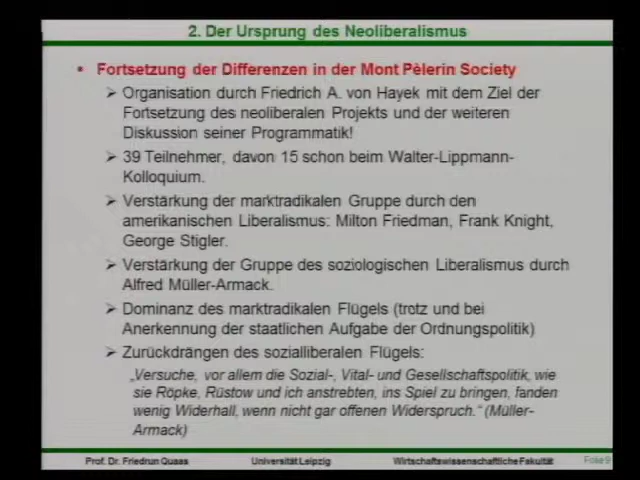 2. Der Ursprung des Neoliberalismus
• Fortsetzung der Differenzen in der Mont Pèlerin Society
➢ Organisation durch Friedrich A. von Hayek mit dem Ziel der
Fortsetzung des neoliberalen Projekts und der weiteren
Diskussion seiner Programmatik!
➢ 39 Teilnehmer, davon 15 schon beim Walter-Lippmann-
Kolloquium.
➢ Verstärkung der marktradikalen Gruppe durch den
amerikanischen Liberalismus: Milton Friedman, Frank Knight,
George Stigler.
➢ Verstärkung der Gruppe des soziologischen Liberalismus durch
Alfred Müller-Armack.
➢ Dominanz des marktradikalen Flügels (trotz und bei
Anerkennung der staatlichen Aufgabe der Ordnungspolitik)
➢ Zurückdrängen des sozialliberalen Flügels:
„Versuche, vor allem die Sozial-, Vital- und Gesellschaftspolitik, wie
sie Röpke, Rüstow und ich anstrebten, ins Spiel zu bringen, fanden
wenig Widerhall, wenn nicht gar offenen Widerspruch.“ (Müller-
Armack)
Prof. Dr. Friedrun Quaas Universität Leipzig Wirtschaftswissenschaftliche Fakultät Folie 9